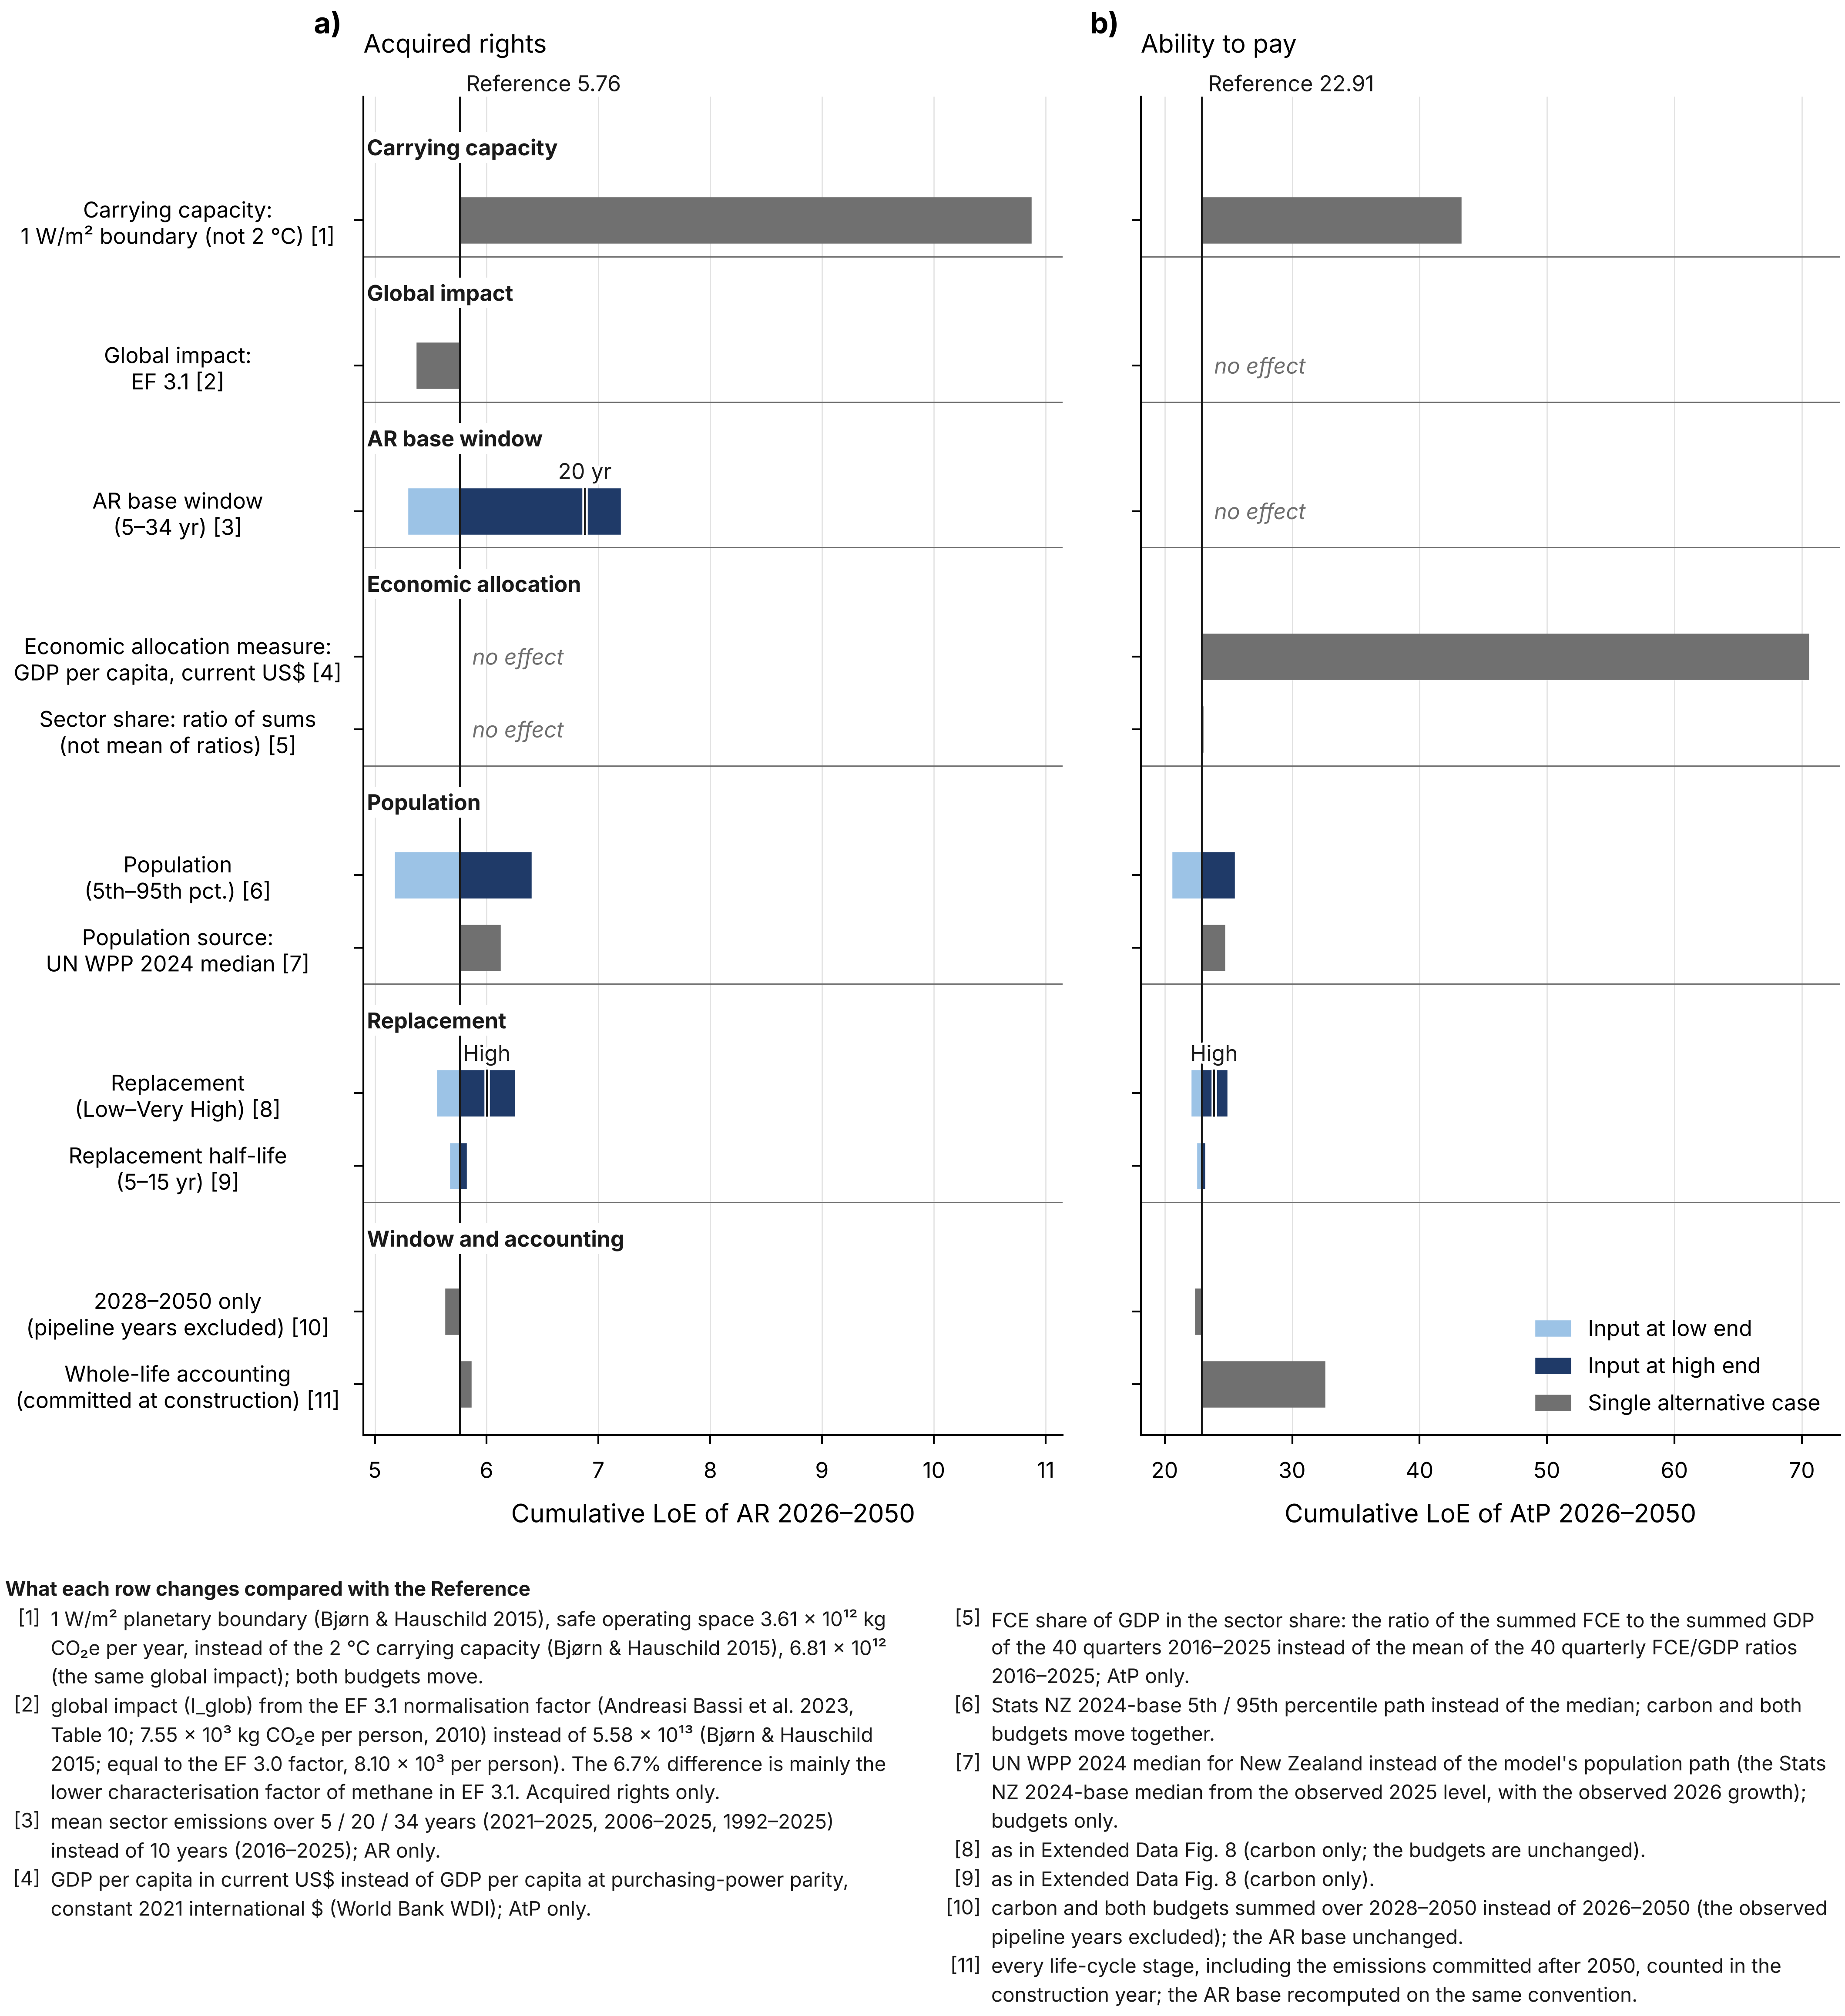 a)
Acquired rights
Reference 5.76
b)
Ability to pay
Reference 22.91
Carrying capacity
Carrying capacity:
1 W/m² boundary (not 2 °C) [1]
Global impact
Global impact:
EF 3.1 [2]
no effect
AR base window
20 yr
AR base window
(5–34 yr) [3]
no effect
Economic allocation
Economic allocation measure:
GDP per capita, current US$ [4]
no effect
Sector share: ratio of sums
(not mean of ratios) [5]
no effect
Population
Population
(5th–95th pct.) [6]
Population source:
UN WPP 2024 median [7]
Replacement
High
High
Replacement
(Low–Very High) [8]
Replacement half-life
(5–15 yr) [9]
Window and accounting
2028–2050 only
(pipeline years excluded) [10]
Whole-life accounting
(committed at construction) [11]
Input at low end
Input at high end
Single alternative case
5 6 7 8 9 10 11
20 30 40 50 60 70
Cumulative LoE of AR 2026–2050
Cumulative LoE of AtP 2026–2050
What each row changes compared with the Reference
[1] 1 W/m² planetary boundary (Bjørn & Hauschild 2015), safe operating space 3.61 × 10¹² kg
CO₂e per year, instead of the 2 °C carrying capacity (Bjørn & Hauschild 2015), 6.81 × 10¹²
(the same global impact); both budgets move.
[2] global impact (I_glob) from the EF 3.1 normalisation factor (Andreasi Bassi et al. 2023,
Table 10; 7.55 × 10³ kg CO₂e per person, 2010) instead of 5.58 × 10¹³ (Bjørn & Hauschild
2015; equal to the EF 3.0 factor, 8.10 × 10³ per person). The 6.7% difference is mainly the
lower characterisation factor of methane in EF 3.1. Acquired rights only.
[3] mean sector emissions over 5 / 20 / 34 years (2021–2025, 2006–2025, 1992–2025)
instead of 10 years (2016–2025); AR only.
[4] GDP per capita in current US$ instead of GDP per capita at purchasing-power parity,
constant 2021 international $ (World Bank WDI); AtP only.
[5] FCE share of GDP in the sector share: the ratio of the summed FCE to the summed GDP
of the 40 quarters 2016–2025 instead of the mean of the 40 quarterly FCE/GDP ratios
2016–2025; AtP only.
[6] Stats NZ 2024-base 5th / 95th percentile path instead of the median; carbon and both
budgets move together.
[7] UN WPP 2024 median for New Zealand instead of the model's population path (the Stats
NZ 2024-base median from the observed 2025 level, with the observed 2026 growth);
budgets only.
[8] as in Extended Data Fig. 8 (carbon only; the budgets are unchanged).
[9] as in Extended Data Fig. 8 (carbon only).
[10] carbon and both budgets summed over 2028–2050 instead of 2026–2050 (the observed
pipeline years excluded); the AR base unchanged.
[11] every life-cycle stage, including the emissions committed after 2050, counted in the
construction year; the AR base recomputed on the same convention.